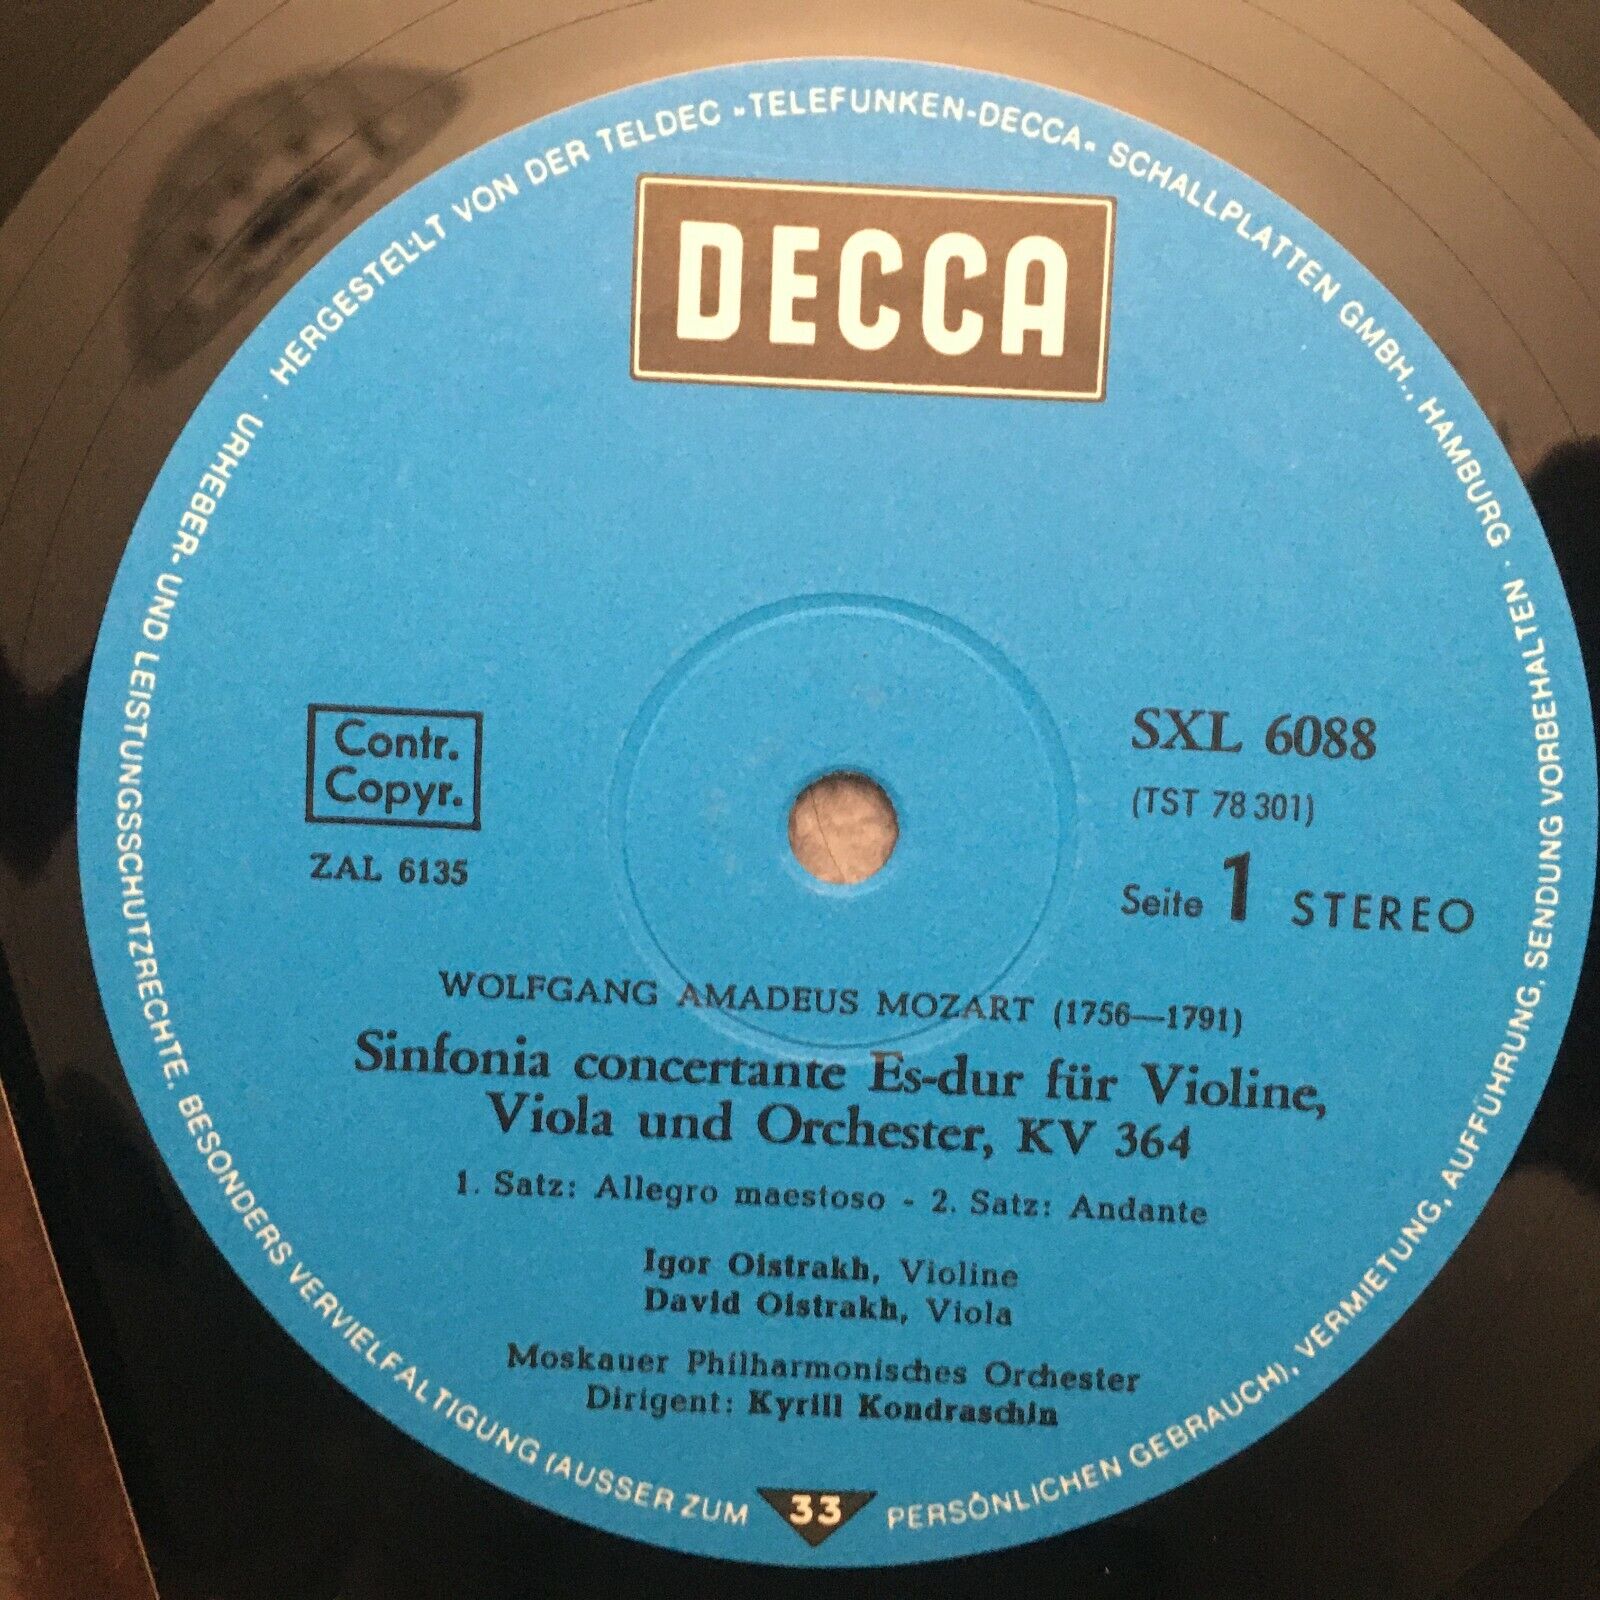 HERGESTELLT VON DER TELDEC »TELEFUNKEN-DECCA« SCHALLPLATTEN GMBH., HAMBURG · URHEBER- UND LEISTUNGSSCHUTZRECHTE, BESONDERS VERVIELFALTIGUNG (AUSSER ZUM PERSÖNLICHEN GEBRAUCH), VERMIETUNG, AUFFÜHRUNG, SENDUNG VORBEHALTEN ·
DECCA
Contr.
Copyr.
ZAL 6135
SXL 6088
(TST 78 301)
Seite 1 STEREO
WOLFGANG AMADEUS MOZART (1756—1791)
Sinfonia concertante Es-dur für Violine,
Viola und Orchester, KV 364
1. Satz: Allegro maestoso - 2. Satz: Andante
Igor Oistrakh, Violine
David Oistrakh, Viola
Moskauer Philharmonisches Orchester
Dirigent: Kyrill Kondraschin
33